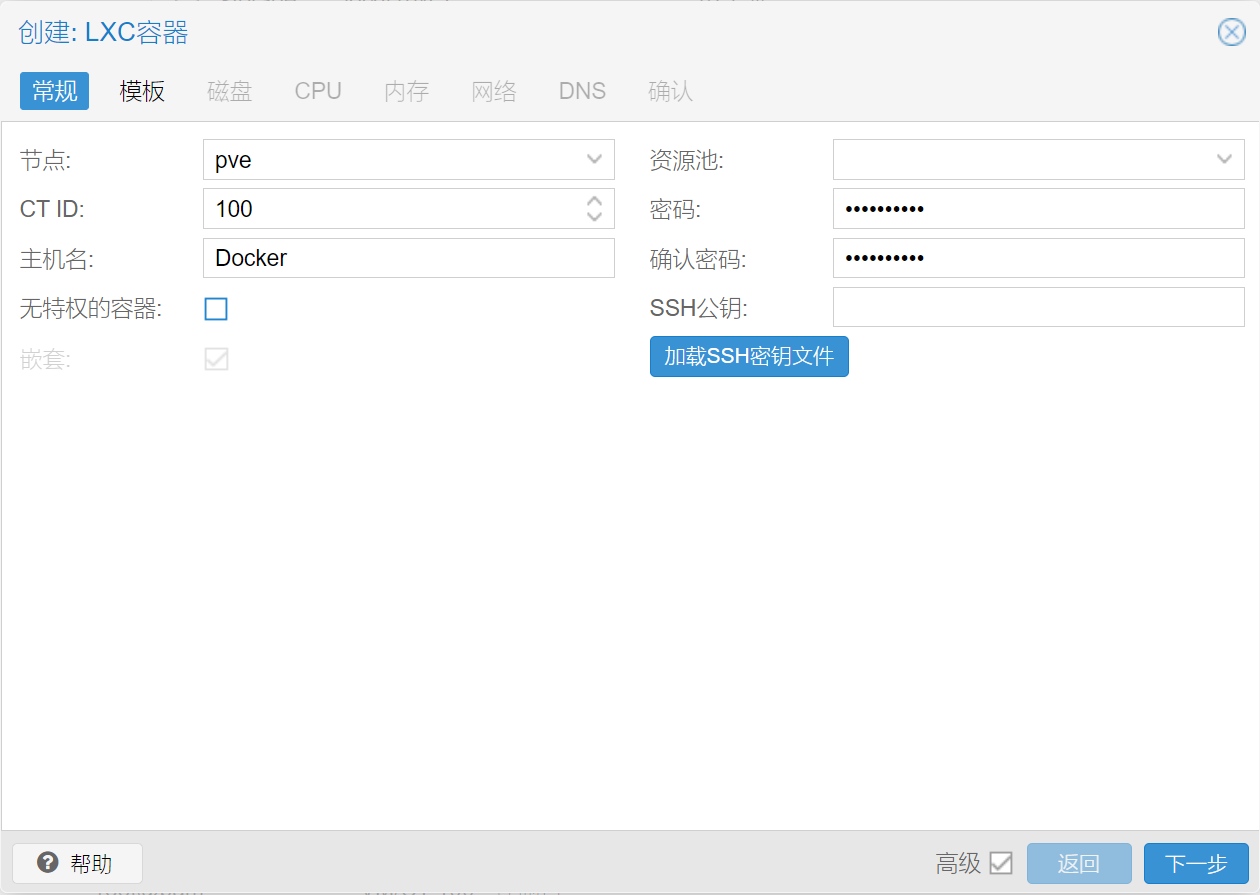 创建: LXC容器
常规 模板 磁盘 CPU 内存 网络 DNS 确认
节点: pve
CT ID: 100
主机名: Docker
无特权的容器:
嵌套:
资源池:
密码: ••••••••••
确认密码: ••••••••••
SSH公钥:
加载SSH密钥文件
帮助 高级 返回 下一步